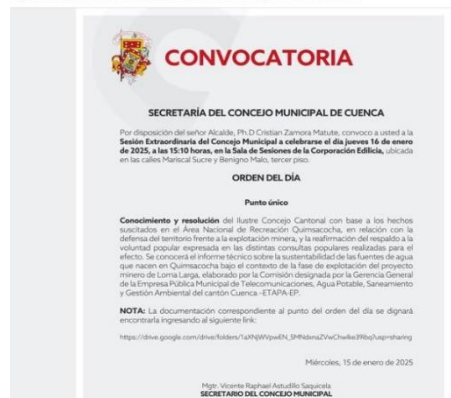 CONVOCATORIA
SECRETARÍA DEL CONCEJO MUNICIPAL DE CUENCA
Por disposición del señor Alcalde, Ph.D Cristian Zamora Matute, convoco a usted a la
Sesión Extraordinaria del Concejo Municipal a celebrarse el día jueves 16 de enero
de 2025, a las 15:10 horas, en la Sala de Sesiones de la Corporación Edilicia, ubicada
en las calles Mariscal Sucre y Benigno Malo, tercer piso.
ORDEN DEL DÍA
Punto único
Conocimiento y resolución del Ilustre Concejo Cantonal con base a los hechos
suscitados en el Área Nacional de Recreación Quimsacocha, en relación con la
defensa del territorio frente a la explotación minera, y la reafirmación del respaldo a la
voluntad popular expresada en las distintas consultas populares realizadas para el
efecto. Se conocerá el informe técnico sobre la sustentabilidad de las fuentes de agua
que nacen en Quimsacocha bajo el contexto de la fase de explotación del proyecto
minero de Loma Larga, elaborado por la Comisión designada por la Gerencia General
de la Empresa Pública Municipal de Telecomunicaciones, Agua Potable, Saneamiento
y Gestión Ambiental del cantón Cuenca -ETAPA-EP.
NOTA: La documentación correspondiente al punto del orden del día se dignará
encontrarla ingresando al siguiente link:
Miércoles, 15 de enero de 2025
Mgtr. Vicente Raphael Astudillo Saquicela
SECRETARIO DEL CONCEJO MUNICIPAL